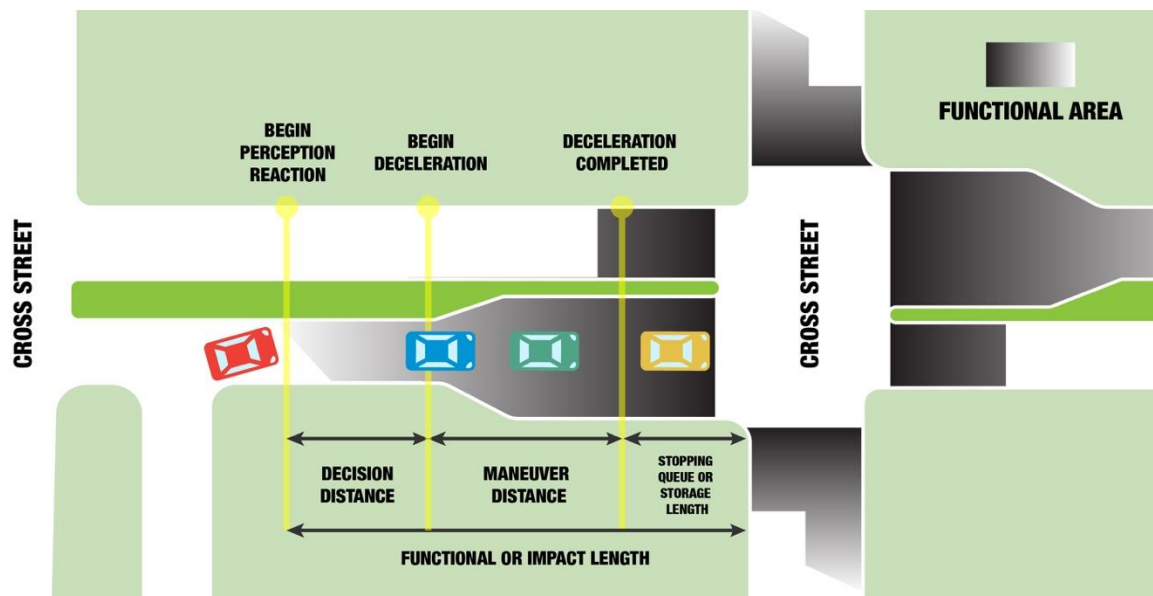 FUNCTIONAL AREA
BEGIN
PERCEPTION
REACTION
BEGIN
DECELERATION
DECELERATION
COMPLETED
CROSS STREET
CROSS STREET
DECISION
DISTANCE
MANEUVER
DISTANCE
STOPPING
QUEUE OR
STORAGE
LENGTH
FUNCTIONAL OR IMPACT LENGTH